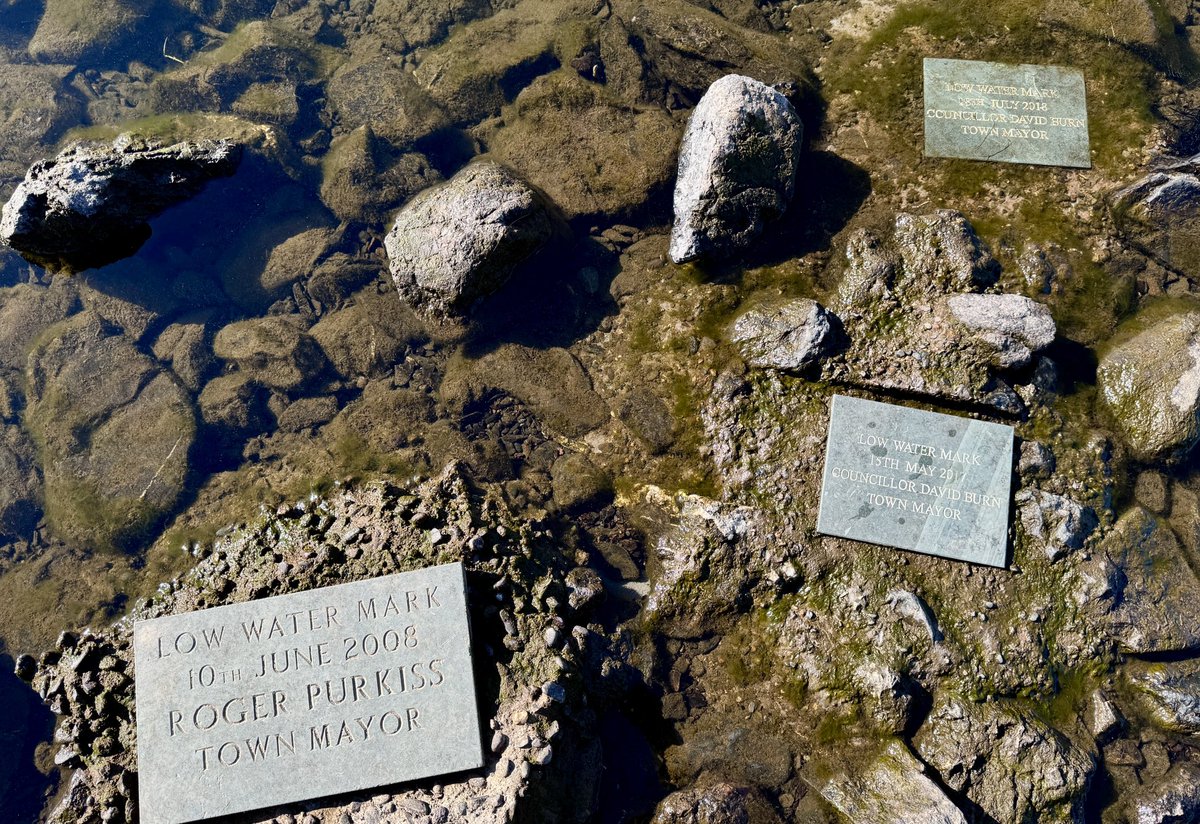 LOW WATER MARK
18TH JULY 2018
COUNCILLOR DAVID BURN
TOWN MAYOR
LOW WATER MARK
15TH MAY 2017
COUNCILLOR DAVID BURN
TOWN MAYOR
LOW WATER MARK
10TH JUNE 2008
ROGER PURKISS
TOWN MAYOR